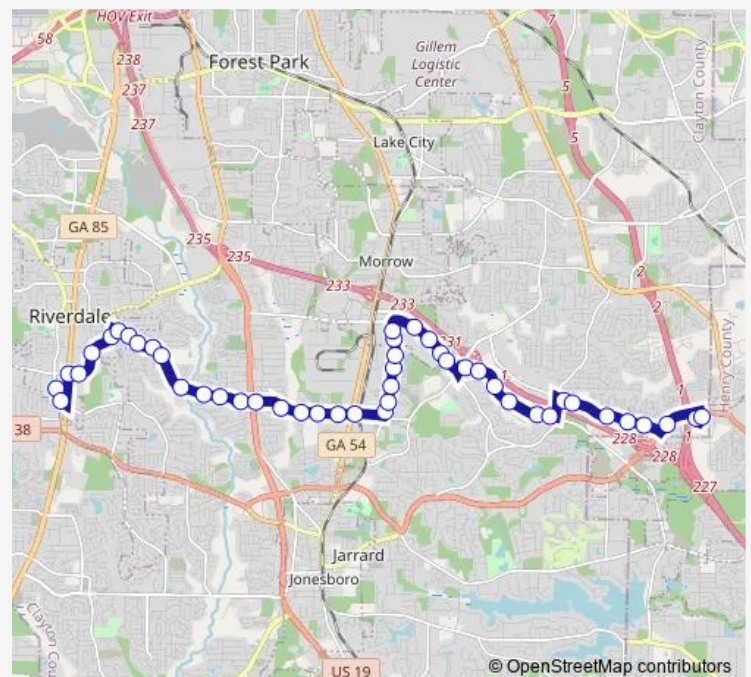 HOV Exit
58
238
Forest Park
Gillem
Logistic
Center
7
5
237
237
5
Lake City
Clayton County
GA 85
235
235
2
2
Morrow
233
233
Riverdale
231
1
1
Henry County
38
GA 54
228
228
1
227
Jarrard
Jonesboro
US 19
© OpenStreetMap contributors